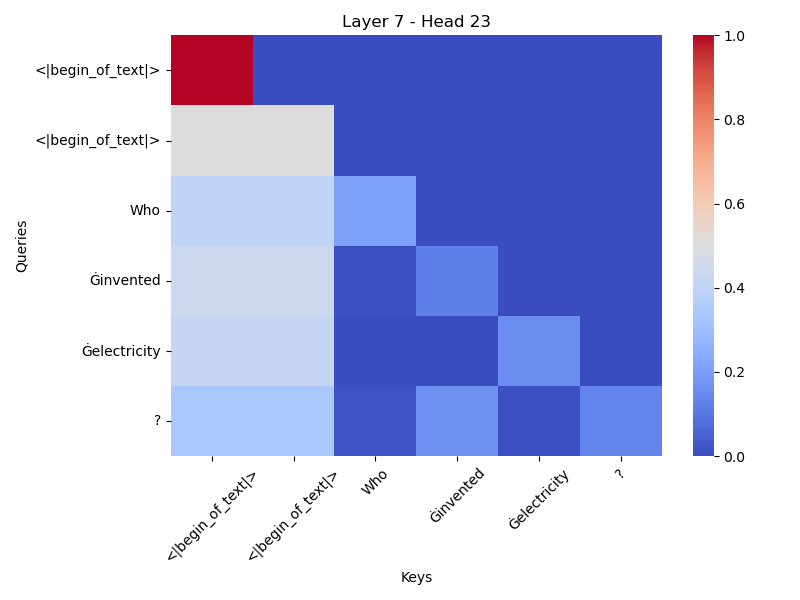 Layer 7 - Head 23
<|begin_of_text|>
<|begin_of_text|>
Who
Ġinvented
Ġelectricity
?
Queries
<|begin_of_text|>
<|begin_of_text|>
Who
Ġinvented
Ġelectricity
?
Keys
1.0
0.8
0.6
0.4
0.2
0.0